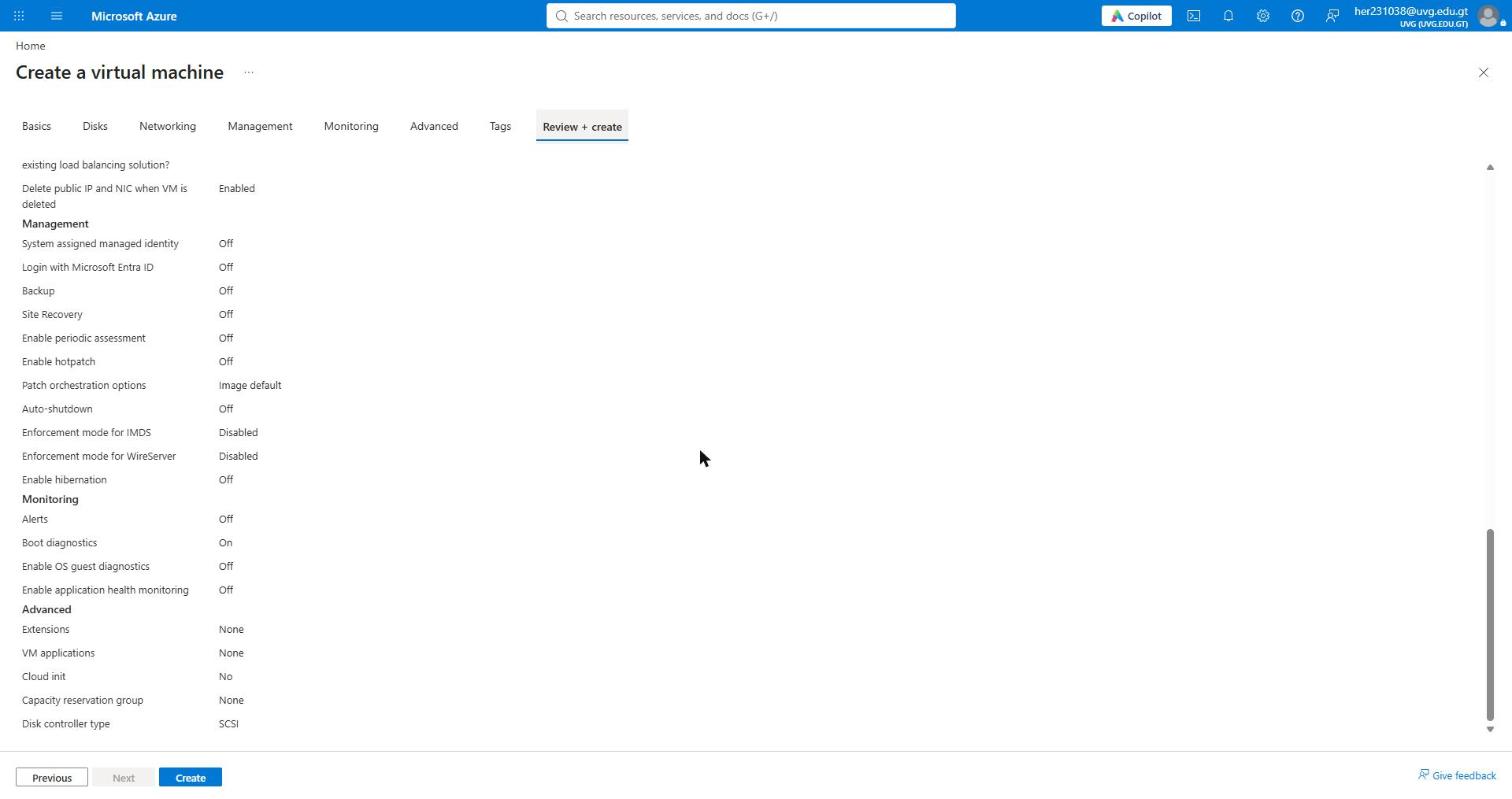 Microsoft Azure
Search resources, services, and docs (G+/)
Copilot
her231038@uvg.edu.gt
UVG (UVG.EDU.GT)
Home
Create a virtual machine ...
Basics Disks Networking Management Monitoring Advanced Tags Review + create
existing load balancing solution?
Delete public IP and NIC when VM is Enabled
deleted
Management
System assigned managed identity Off
Login with Microsoft Entra ID Off
Backup Off
Site Recovery Off
Enable periodic assessment Off
Enable hotpatch Off
Patch orchestration options Image default
Auto-shutdown Off
Enforcement mode for IMDS Disabled
Enforcement mode for WireServer Disabled
Enable hibernation Off
Monitoring
Alerts Off
Boot diagnostics On
Enable OS guest diagnostics Off
Enable application health monitoring Off
Advanced
Extensions None
VM applications None
Cloud init No
Capacity reservation group None
Disk controller type SCSI
Previous Next Create Give feedback